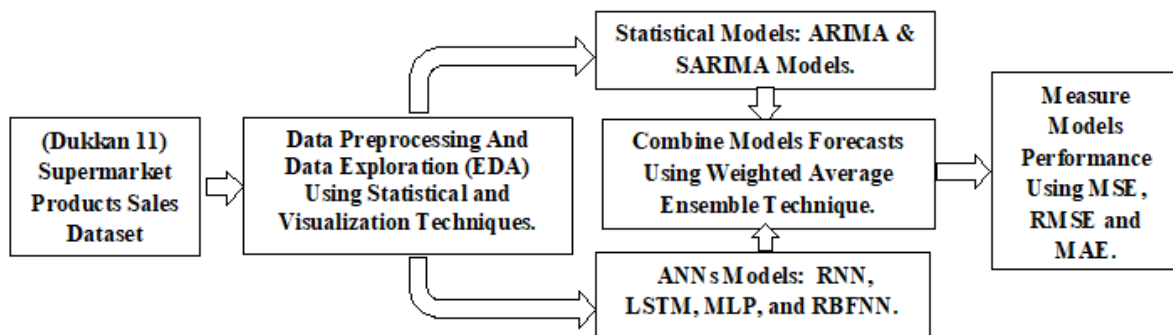 (Dukkan 11)
Supermarket
Products Sales
Dataset
Data Preprocessing And
Data Exploration (EDA)
Using Statistical and
Visualization Techniques.
Statistical Models: ARIMA &
SARIMA Models.
Combine Models Forecasts
Using Weighted Average
Ensemble Technique.
ANNs Models: RNN,
LSTM, MLP, and RBFNN.
Measure
Models
Performance
Using MSE,
RMSE and
MAE.